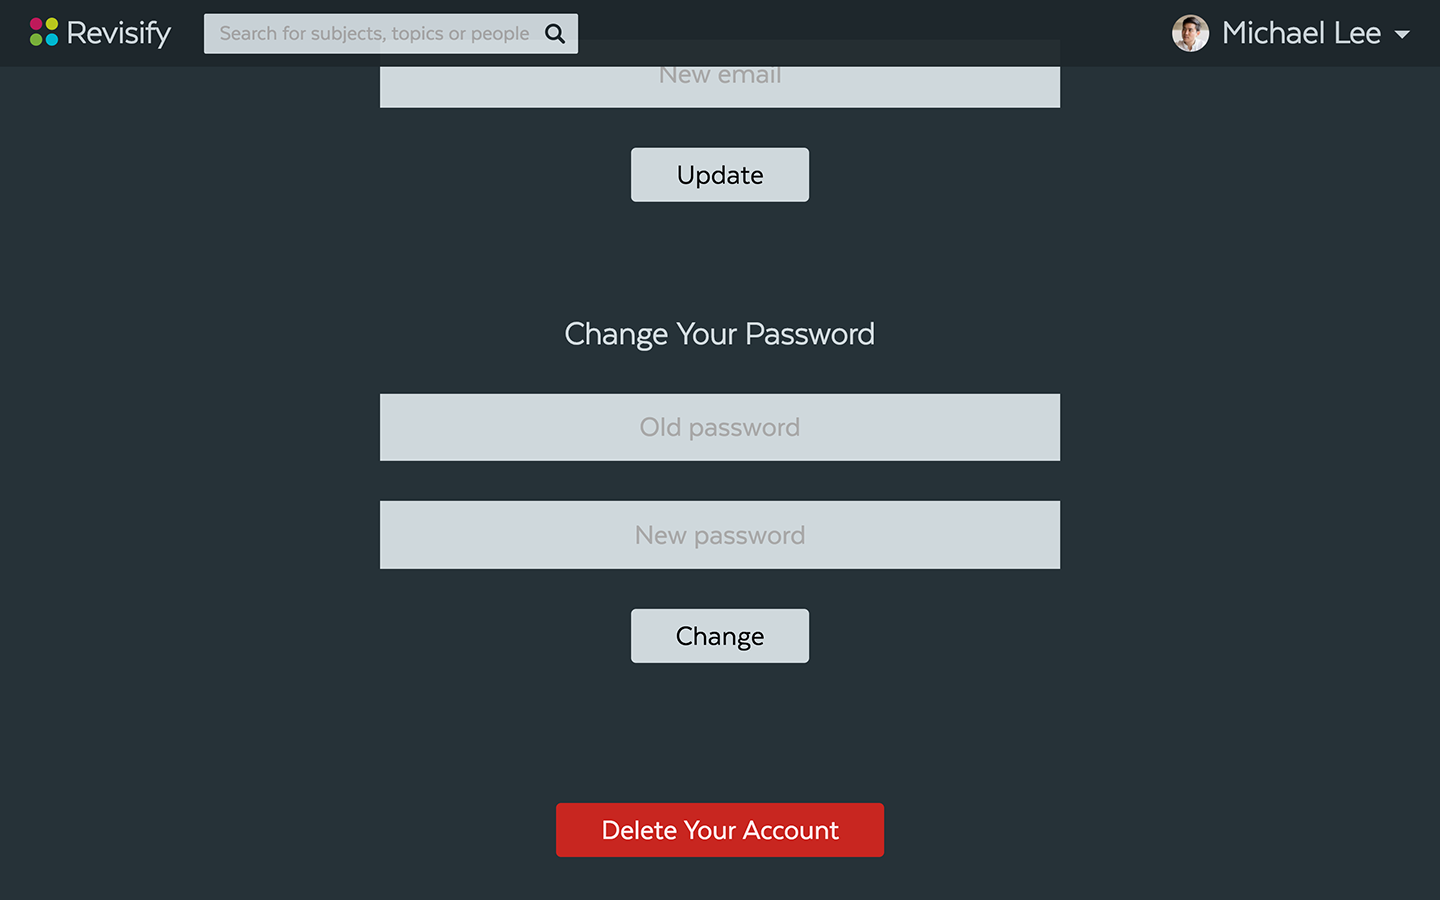 Revisify
Search for subjects, topics or people
Michael Lee
New email
Update
Change Your Password
Old password
New password
Change
Delete Your Account